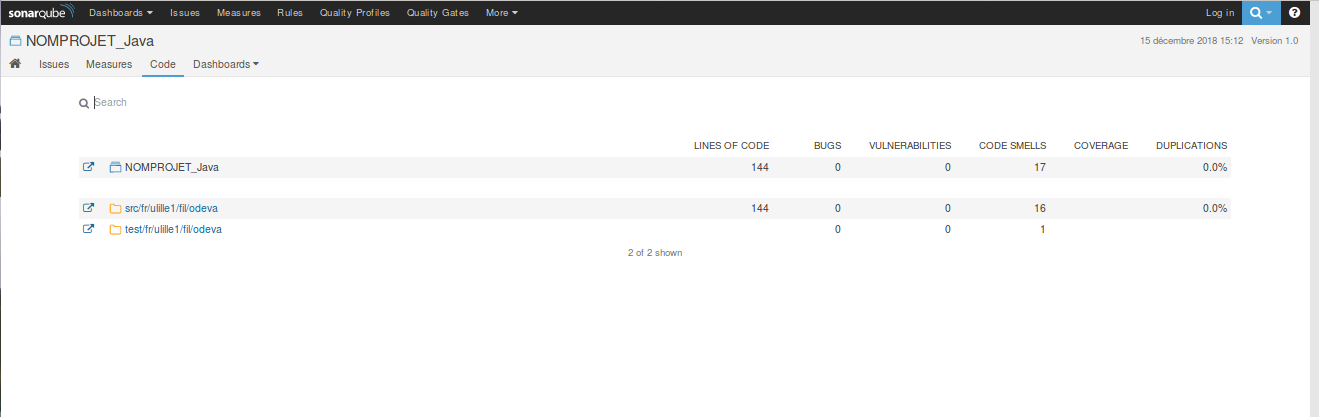 sonarqube Dashboards Issues Measures Rules Quality Profiles Quality Gates More Log in
NOMPROJET_Java 15 décembre 2018 15:12 Version 1.0
Issues Measures Code Dashboards
Search
LINES OF CODE BUGS VULNERABILITIES CODE SMELLS COVERAGE DUPLICATIONS
NOMPROJET_Java 144 0 0 17 0.0%
src/fr/ulille1/fil/odeva 144 0 0 16 0.0%
test/fr/ulille1/fil/odeva 0 0 1
2 of 2 shown